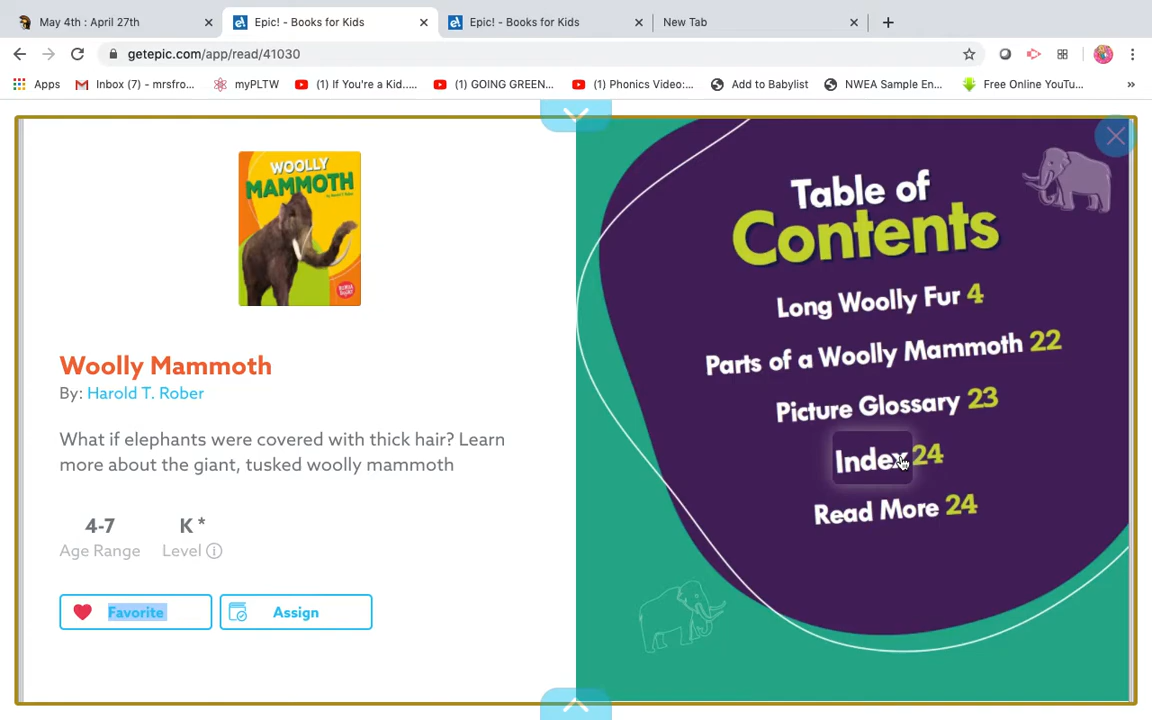 May 4th : April 27th
Epic! - Books for Kids
Epic! - Books for Kids
New Tab
getepic.com/app/read/41030
Apps
Inbox (7) - mrsfro...
myPLTW
(1) If You're a Kid....
(1) GOING GREEN...
(1) Phonics Video:...
Add to Babylist
NWEA Sample En...
Free Online YouTu...
»
WOOLLY
MAMMOTH
Woolly Mammoth
By: Harold T. Rober
What if elephants were covered with thick hair? Learn
more about the giant, tusked woolly mammoth
4-7
K *
Age Range
Level
Favorite
Assign
Table of
Contents
Long Woolly Fur 4
Parts of a Woolly Mammoth 22
Picture Glossary 23
Index 24
Read More 24